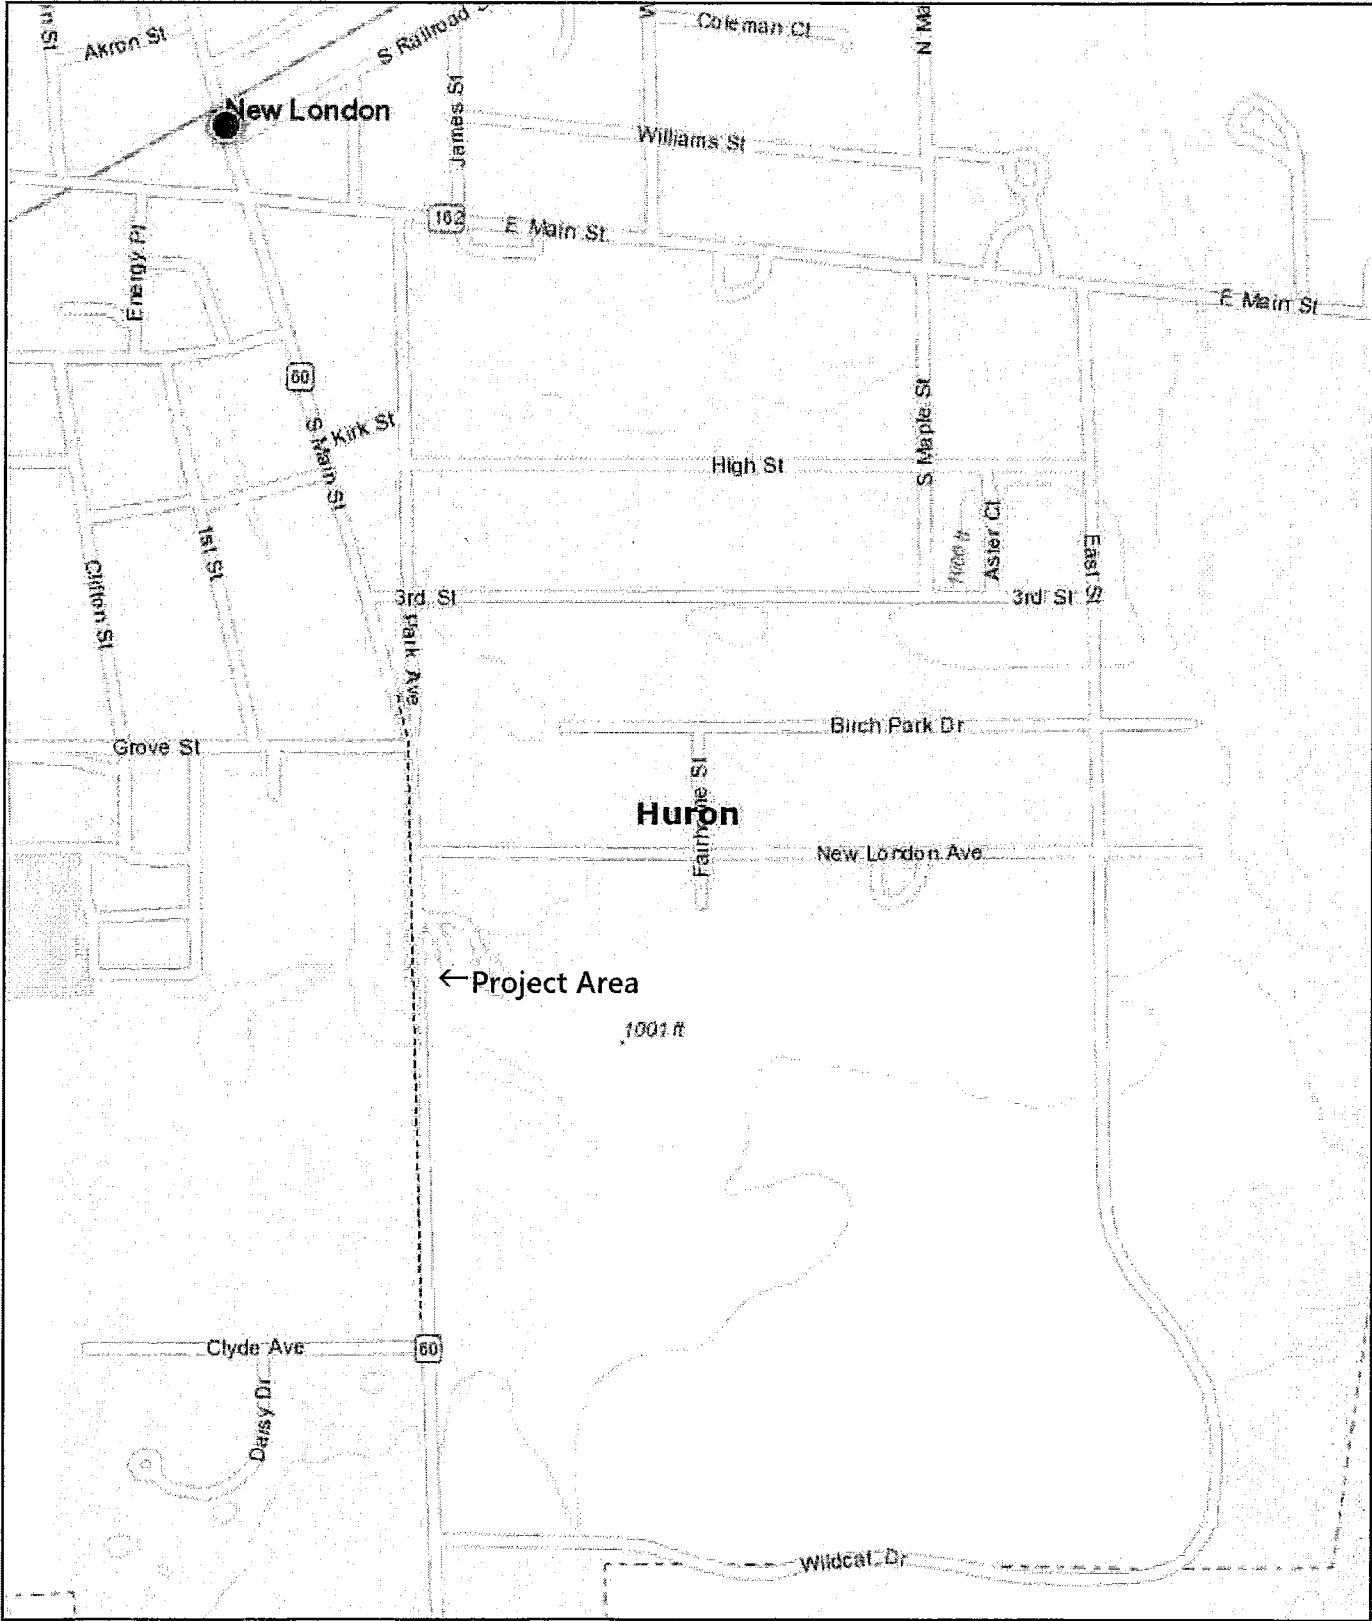 Akron St
S Railroad
Coleman Ct
New London
James St
Williams St
162
E Main St
Energy Pl
E Main St
60
S Main St
Kirk St
High St
S Maple St
1st St
Clifton St
1000 ft
Aster Ct
East St
3rd St
3rd St
Park Ave
Grove St
Birch Park Dr
Huron
New London Ave
←Project Area
1001 ft
Clyde Ave
60
Daisy Dr
Wildcat Dr